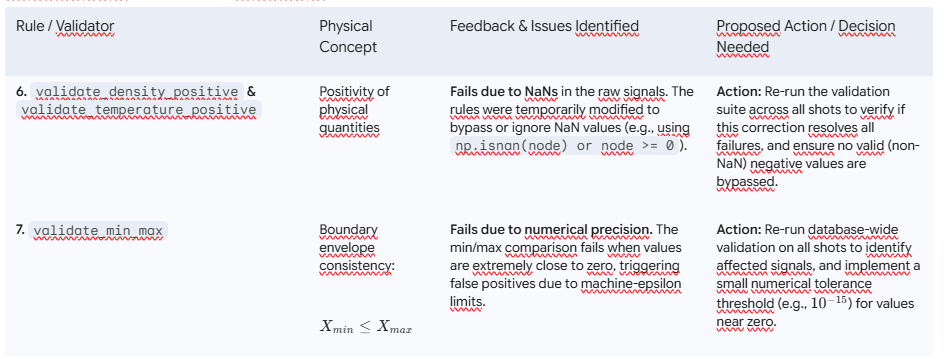 Rule / Validator
Physical
Concept
Feedback & Issues Identified
Proposed Action / Decision
Needed
6. validate_density_positive &
validate_temperature_positive
Positivity of
physical
quantities
Fails due to NaNs in the raw signals. The
rules were temporarily modified to
bypass or ignore NaN values (e.g., using
np.isnan(node) or node >= 0 ).
Action: Re-run the validation
suite across all shots to verify if
this correction resolves all
failures, and ensure no valid (non-
NaN) negative values are
bypassed.
7. validate_min_max
Boundary
envelope
consistency:
X_{min} ≤ X_{max}
Fails due to numerical precision. The
min/max comparison fails when values
are extremely close to zero, triggering
false positives due to machine-epsilon
limits.
Action: Re-run database-wide
validation on all shots to identify
affected signals, and implement a
small numerical tolerance
threshold (e.g., 10^{-15}) for values
near zero.